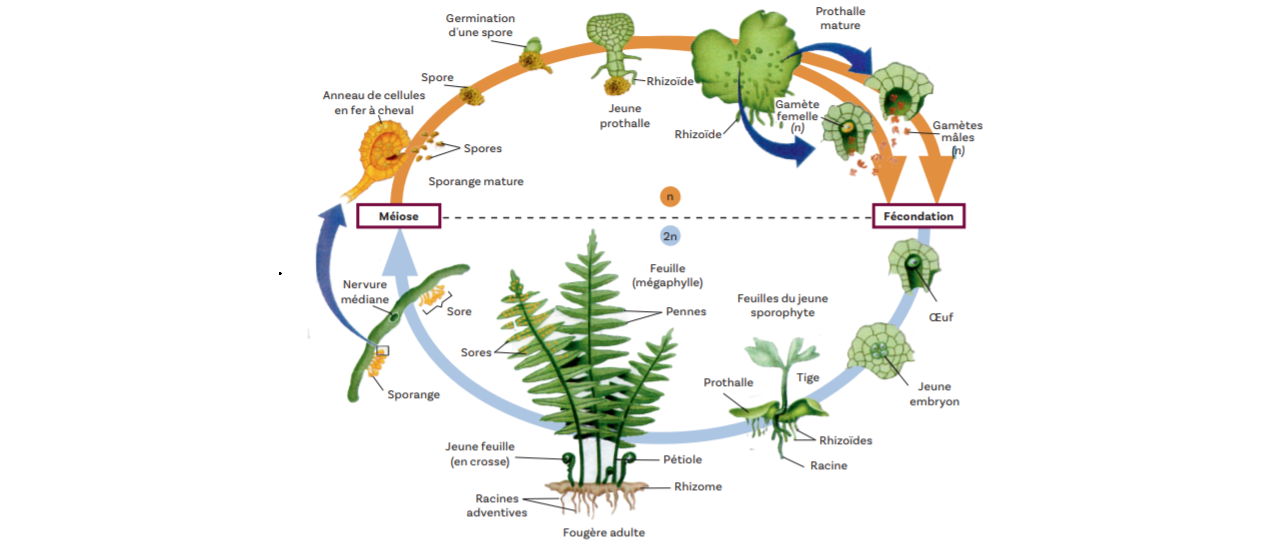 Germination
d'une spore
Prothalle
mature
Spore
Rhizoïde
Anneau de cellules
en fer à cheval
Jeune
prothalle
Gamète
femelle
(n)
Rhizoïde
Gamètes
mâles
(n)
Spores
Sporange mature
n
Méiose
Fécondation
2n
Feuille
(mégaphylle)
Nervure
médiane
Feuilles du jeune
sporophyte
Sore
Pennes
Œuf
Sores
Prothalle
Tige
Sporange
Jeune
embryon
Rhizoïdes
Jeune feuille
(en crosse)
Pétiole
Racine
Rhizome
Racines
adventives
Fougère adulte